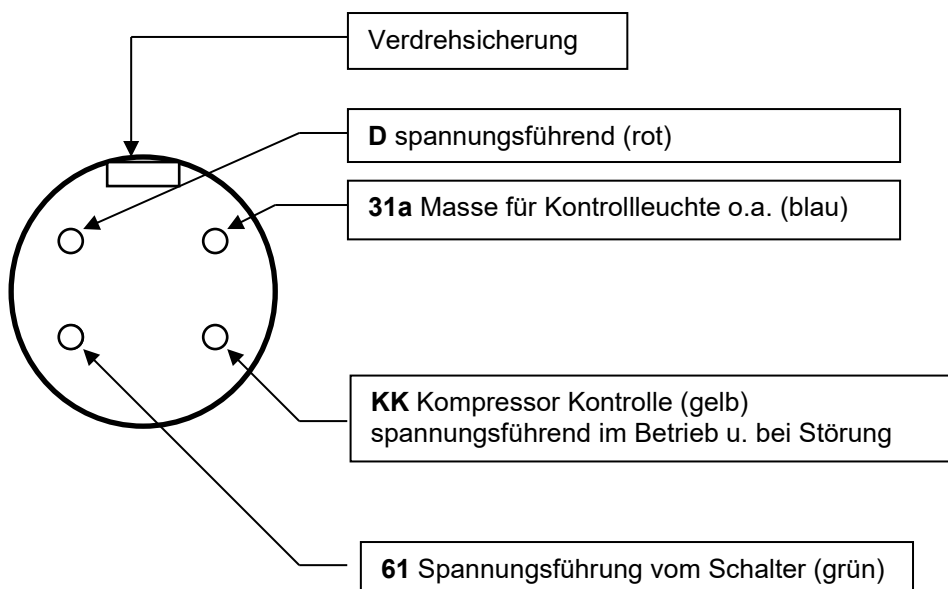 Verdrehsicherung
D spannungsführend (rot)
31a Masse für Kontrollleuchte o.a. (blau)
KK Kompressor Kontrolle (gelb)
spannungsführend im Betrieb u. bei Störung
61 Spannungsführung vom Schalter (grün)